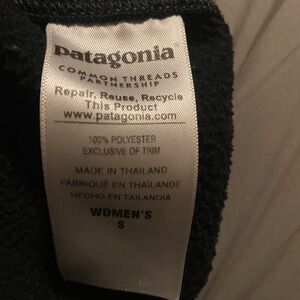 patagonia®
COMMON THREADS
PARTNERSHIP
Repair, Reuse, Recycle
This Product
www.patagonia.com
100% POLYESTER
EXCLUSIVE OF TRIM
MADE IN THAILAND
FABRIQUÉ EN THAÏLANDE
HECHO EN TAILANDIA
WOMEN'S
S